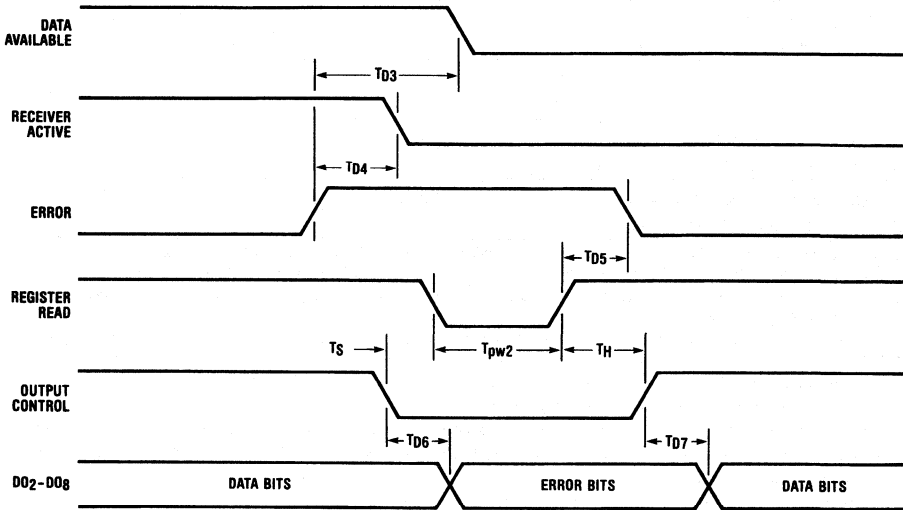 DATA
AVAILABLE
TD3
RECEIVER
ACTIVE
TD4
ERROR
TD5
REGISTER
READ
TS
Tpw2
TH
OUTPUT
CONTROL
TD6
TD7
DO2-DO8
DATA BITS
ERROR BITS
DATA BITS